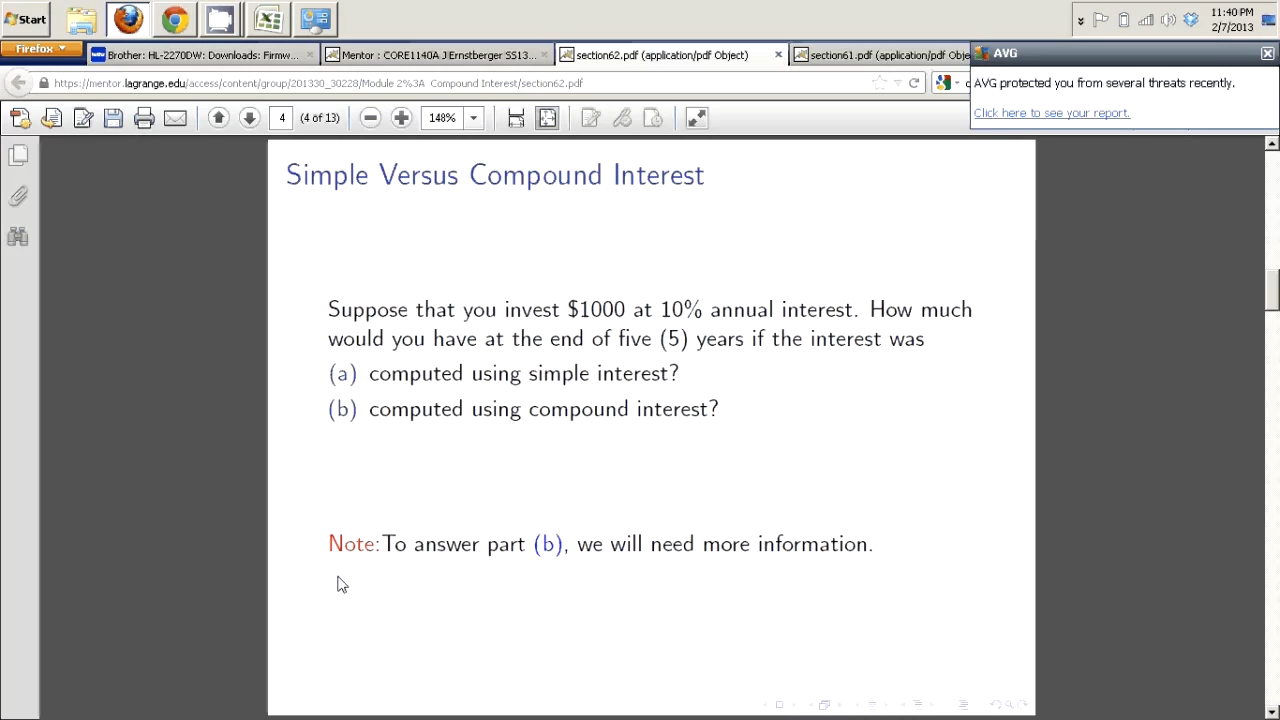 Start
11:40 PM
2/7/2013
Firefox
Brother: HL-2270DW: Downloads: Firmw...
Mentor : CORE1140A J Ernstberger S13...
section62.pdf (application/pdf Object)
section61.pdf (application/pdf Obje
AVG
https://mentor.lagrange.edu/access/content/group/201330_30228/Module 2%3A Compound Interest/section62.pdf
AVG protected you from several threats recently.
Click here to see your report.
4
(4 of 13)
148%
Simple Versus Compound Interest
Suppose that you invest $1000 at 10% annual interest. How much
would you have at the end of five (5) years if the interest was
(a) computed using simple interest?
(b) computed using compound interest?
Note:To answer part (b), we will need more information.